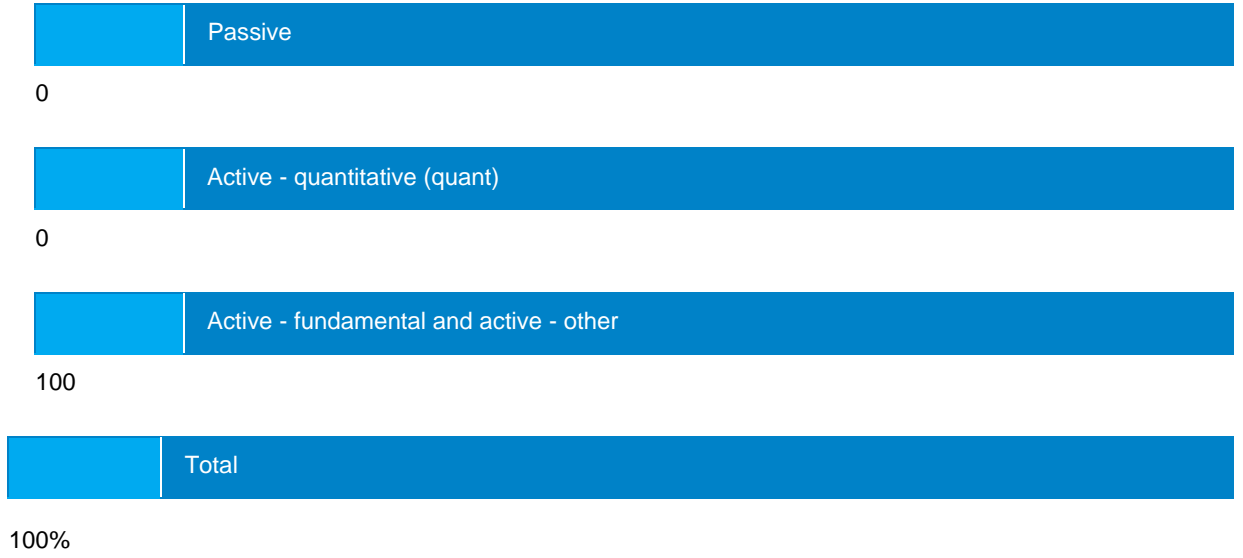 Passive
0
Active - quantitative (quant)
0
Active - fundamental and active - other
100
Total
100%